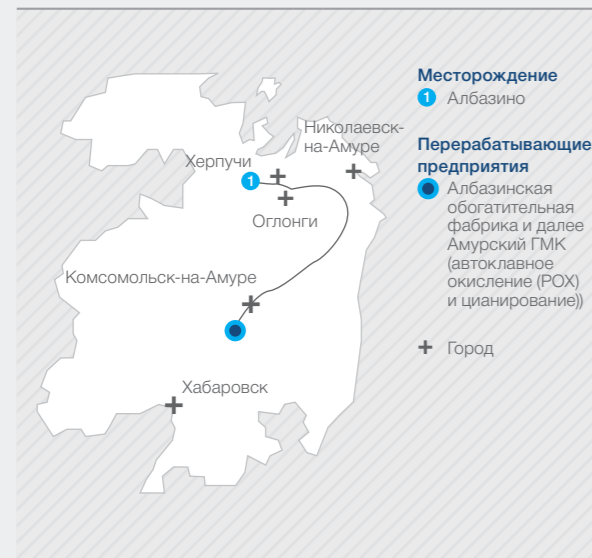 Месторождение
1 Албазино
Перерабатывающие
предприятия
Албазинская
обогатительная
фабрика и далее
Амурский ГМК
(автоклавное
окисление (POX)
и цианирование))
Город
Николаевск-
на-Амуре
Херпучи
1
Оглонги
Комсомольск-на-Амуре
Хабаровск